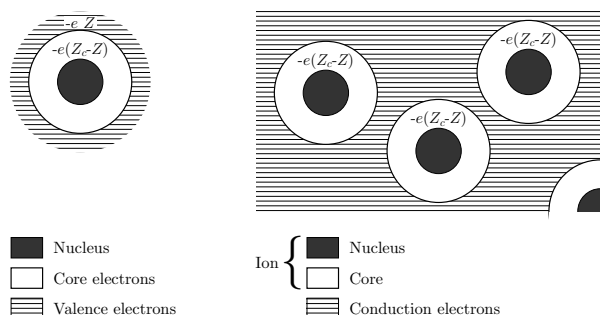 -e Z
-e(Z_c-Z)
-e(Z_c-Z)
-e(Z_c-Z)
-e(Z_c-Z)
Nucleus
Core electrons
Valence electrons
Ion
Nucleus
Core
Conduction electrons